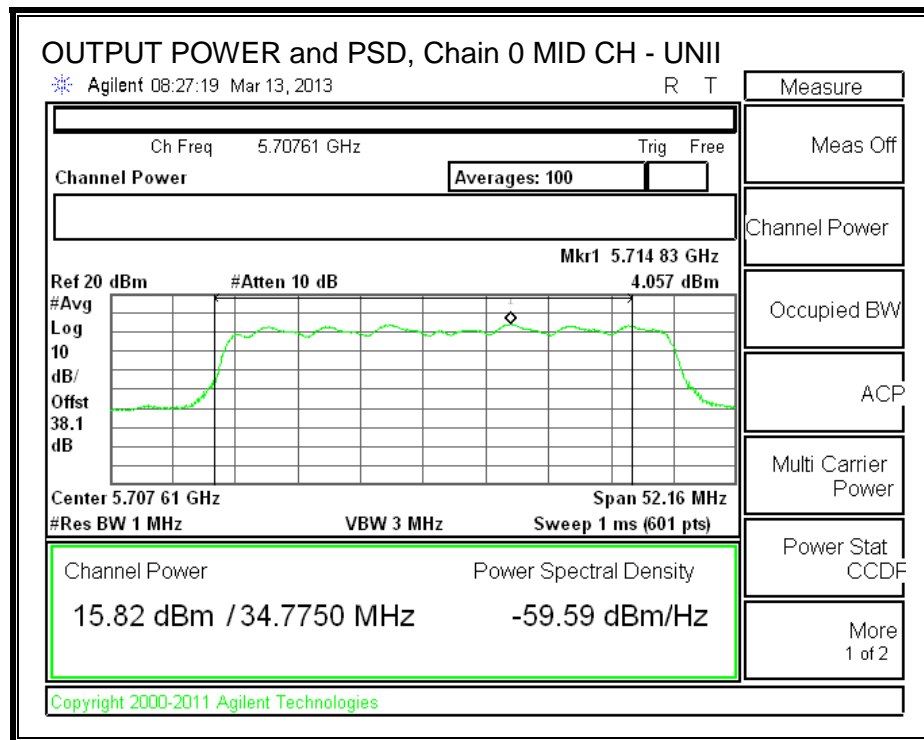 OUTPUT POWER and PSD, Chain 0 MID CH - UNII
Agilent 08:27:19 Mar 13, 2013 R T
Ch Freq 5.70761 GHz Trig Free
Channel Power Averages: 100
Mkr1 5.714 83 GHz
Ref 20 dBm #Atten 10 dB 4.057 dBm
#Avg
Log
10
dB/
Offst
38.1
dB
1
Center 5.707 61 GHz Span 52.16 MHz
#Res BW 1 MHz VBW 3 MHz Sweep 1 ms (601 pts)
Channel Power Power Spectral Density
15.82 dBm / 34.7750 MHz -59.59 dBm/Hz
Copyright 2000-2011 Agilent Technologies
Measure
Meas Off
Channel Power
Occupied BW
ACP
Multi Carrier
Power
Power Stat
CCDF
More
1 of 2